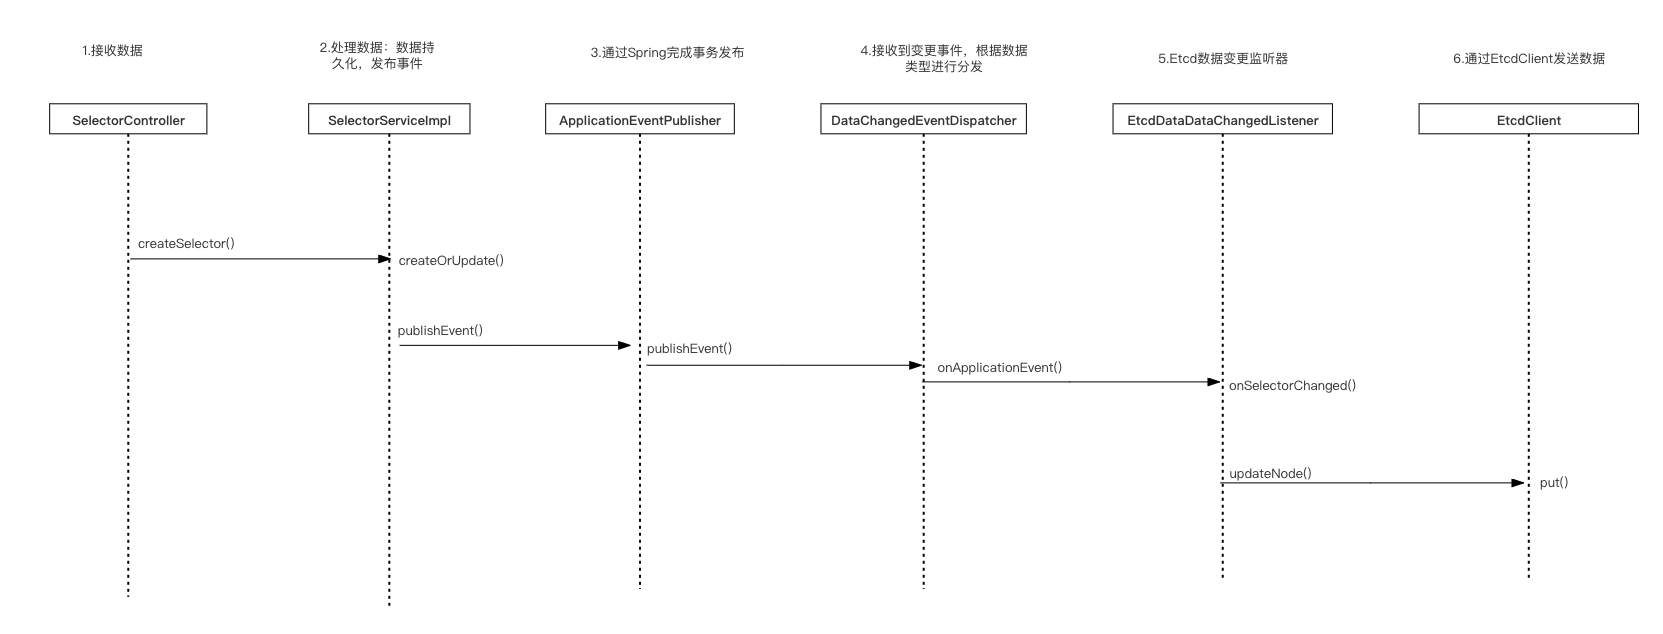 1.接收数据
2.处理数据：数据持
久化，发布事件
3.通过Spring完成事务发布
4.接收到变更事件，根据数据
类型进行分发
5.Etcd数据变更监听器
6.通过EtcdClient发送数据
SelectorController
SelectorServiceImpl
ApplicationEventPublisher
DataChangedEventDispatcher
EtcdDataDataChangedListener
EtcdClient
createSelector()
createOrUpdate()
publishEvent()
publishEvent()
onApplicationEvent()
onSelectorChanged()
updateNode()
put()